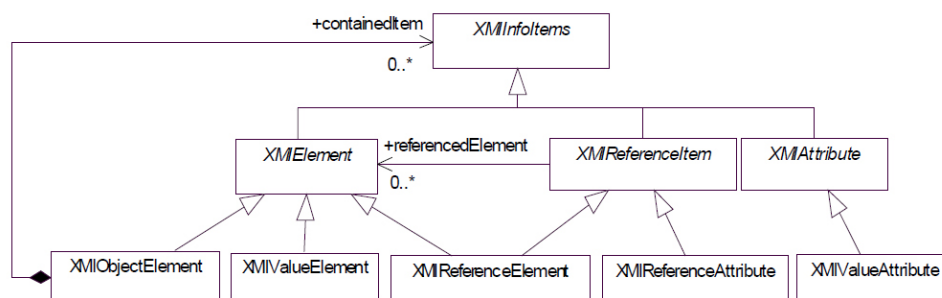 +containedItem
XMIInfoItems
0..*
XMIElement
+referencedElement
XMIReferenceItem
XMIAttribute
0..*
XMIObjectElement
XMIValueElement
XMIReferenceElement
XMIReferenceAttribute
XMIValueAttribute